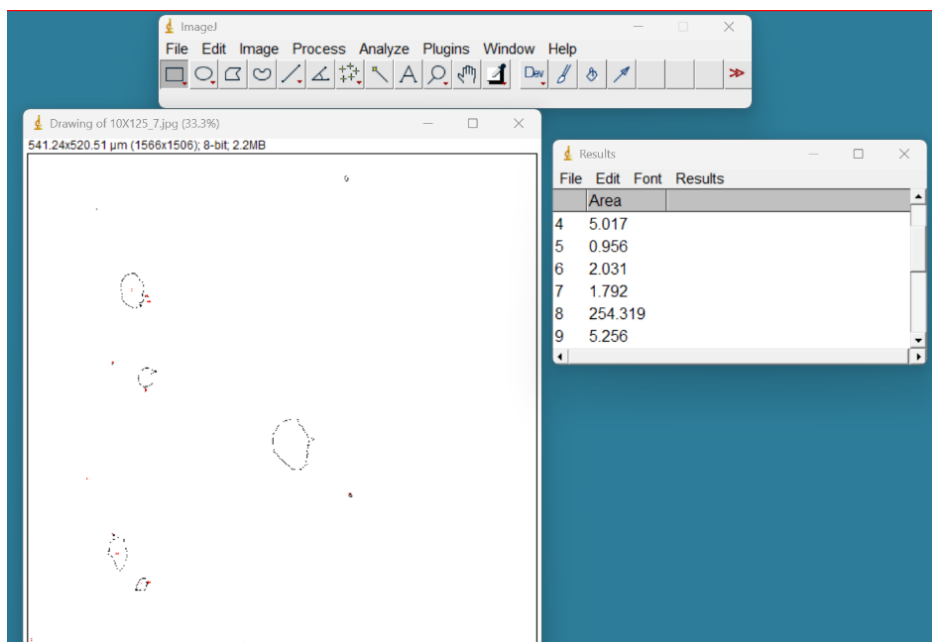 ImageJ
File Edit Image Process Analyze Plugins Window Help
Dev
Drawing of 10X125_7.jpg (33.3%)
541.24x520.51 µm (1566x1506); 8-bit; 2.2MB
Results
File Edit Font Results
Area
4 5.017
5 0.956
6 2.031
7 1.792
8 254.319
9 5.256